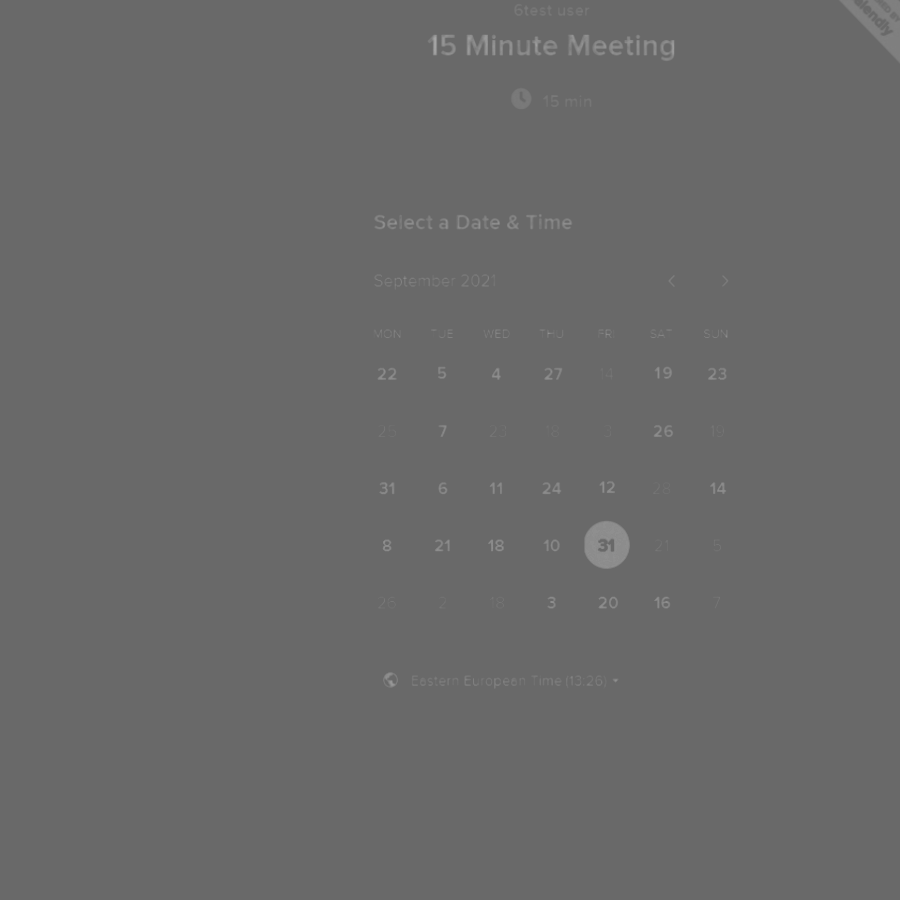 6test user
15 Minute Meeting
15 min
Select a Date & Time
September 2021
MON TUE WED THU FRI SAT SUN
22 5 4 27 14 19 23
25 7 23 18 3 26 19
31 6 11 24 12 28 14
8 21 18 10 31 21 5
26 2 18 3 20 16 7
Eastern European Time (13:26)